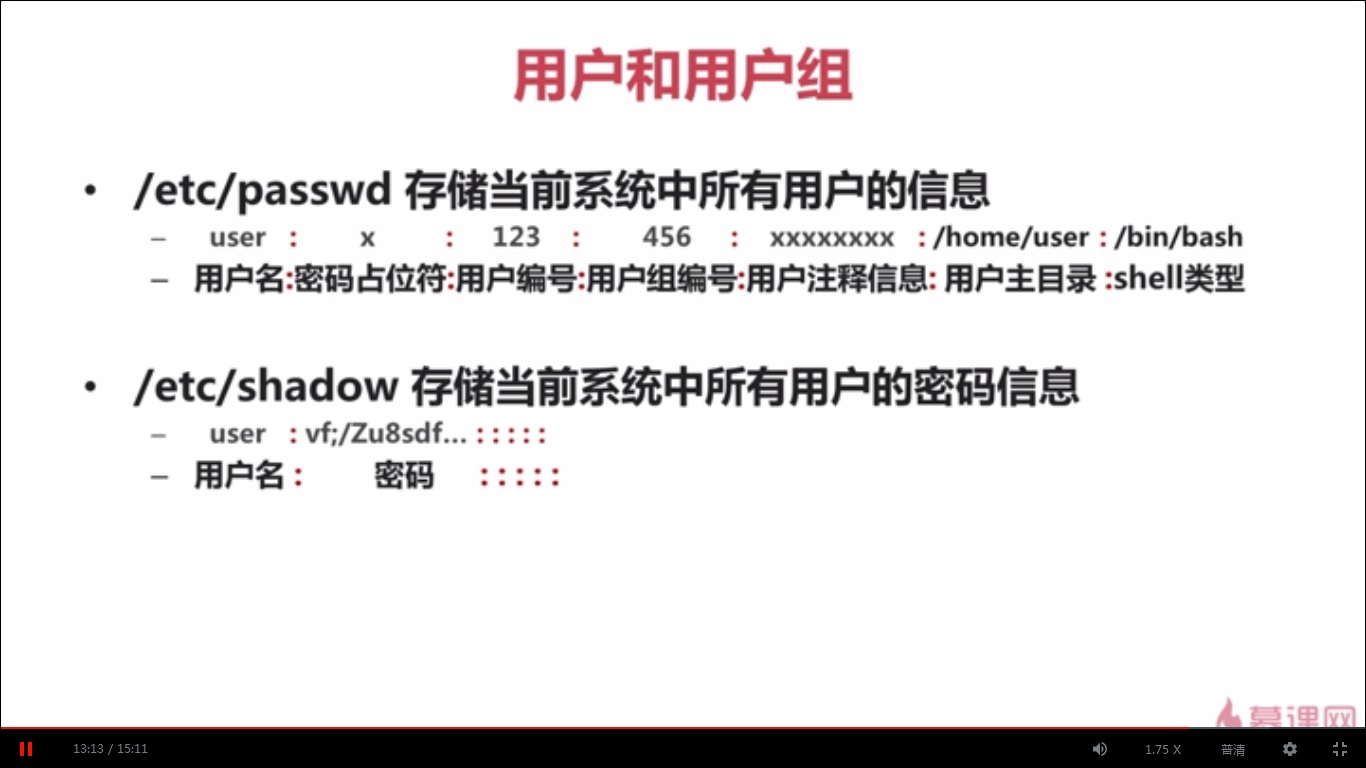 用户和用户组
• /etc/passwd 存储当前系统中所有用户的信息
– user : x : 123 : 456 : xxxxxxxx : /home/user : /bin/bash
– 用户名:密码占位符:用户编号:用户组编号:用户注释信息: 用户主目录 :shell类型
• /etc/shadow 存储当前系统中所有用户的密码信息
– user : vf;/Zu8sdf... : : : : :
– 用户名 : 密码 : : : : :
慕课网
13:13 / 15:11 1.75 X 普清